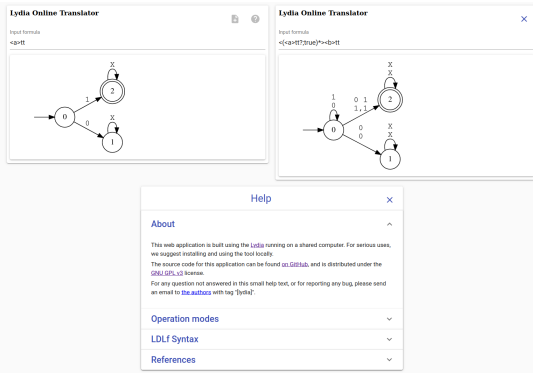 Lydia Online Translator
Input formula
<a>tt
X
2
1
0
0
X
1
Lydia Online Translator
Input formula
<(<a>tt?;true)*><b>tt
X
X
1
0
0 1
1,1
2
0
0
0
X
X
1
Help
About
This web application is built using the Lydia running on a shared computer. For serious uses,
we suggest installing and using the tool locally.
The source code for this application can be found on GitHub, and is distributed under the
GNU GPL v3 license.
For any question not answered in this small help text, or for reporting any bug, please send
an email to the authors with tag "[lydia]".
Operation modes
LDLf Syntax
References